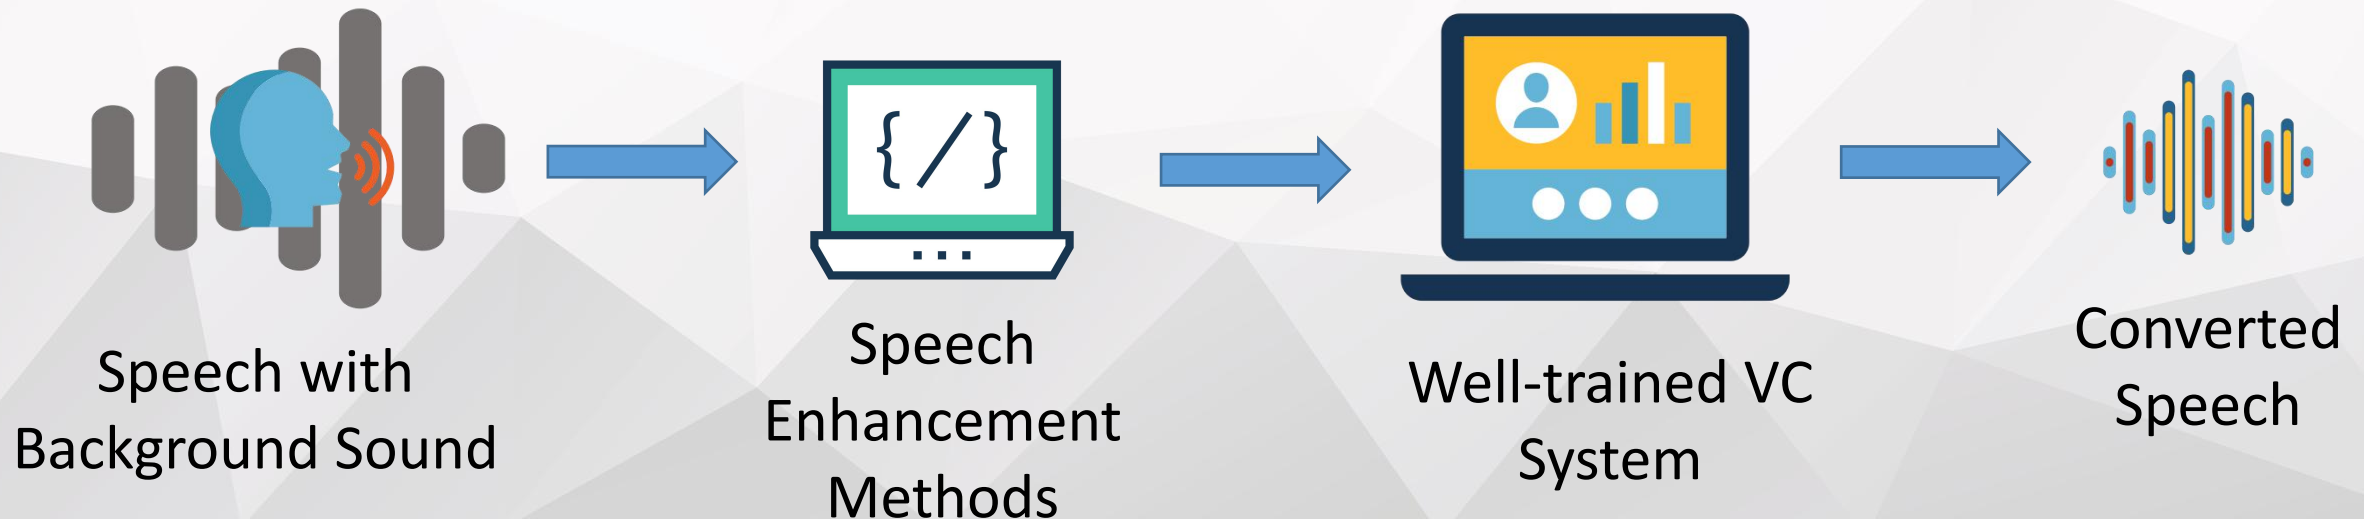 Speech with
Background Sound
{/}
Speech
Enhancement
Methods
Well-trained VC
System
Converted
Speech